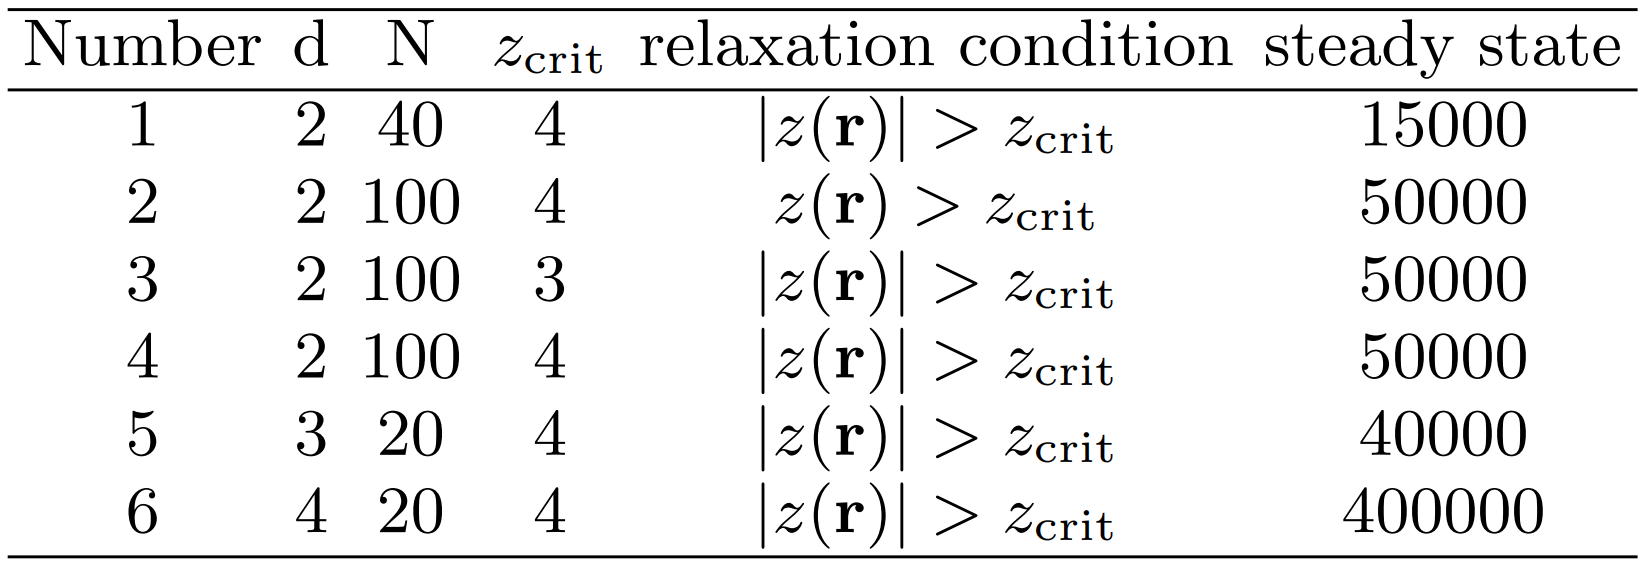 Number d N z_crit relaxation condition steady state
1 2 40 4 |z(r)| > z_crit 15000
2 2 100 4 z(r) > z_crit 50000
3 2 100 3 |z(r)| > z_crit 50000
4 2 100 4 |z(r)| > z_crit 50000
5 3 20 4 |z(r)| > z_crit 40000
6 4 20 4 |z(r)| > z_crit 400000